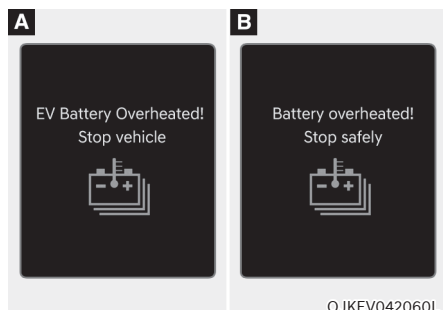 A
B
EV Battery Overheated!
Stop vehicle
Battery overheated!
Stop safely
OJKEV042060L